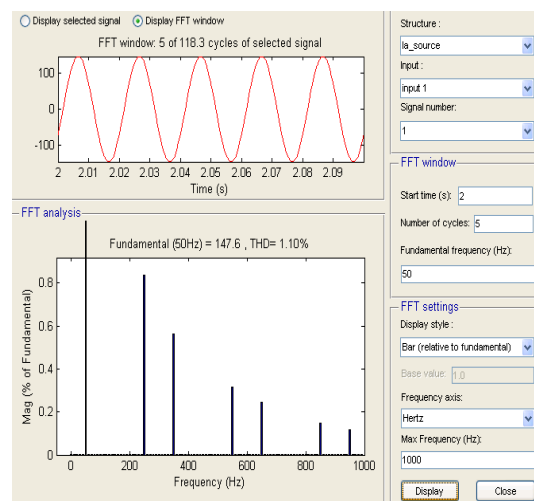 Display selected signal
Display FFT window
FFT window: 5 of 118.3 cycles of selected signal
100
0
-100
2 2.01 2.02 2.03 2.04 2.05 2.06 2.07 2.08 2.09
Time (s)
FFT analysis
Fundamental (50Hz) = 147.6 , THD= 1.10%
Mag (% of Fundamental)
0.8
0.6
0.4
0.2
0
0 200 400 600 800 1000
Frequency (Hz)
Structure :
Ia_source
Input :
input 1
Signal number:
1
FFT window
Start time (s): 2
Number of cycles: 5
Fundamental frequency (Hz):
50
FFT settings
Display style :
Bar (relative to fundamental)
Base value: 1.0
Frequency axis:
Hertz
Max Frequency (Hz):
1000
Display Close